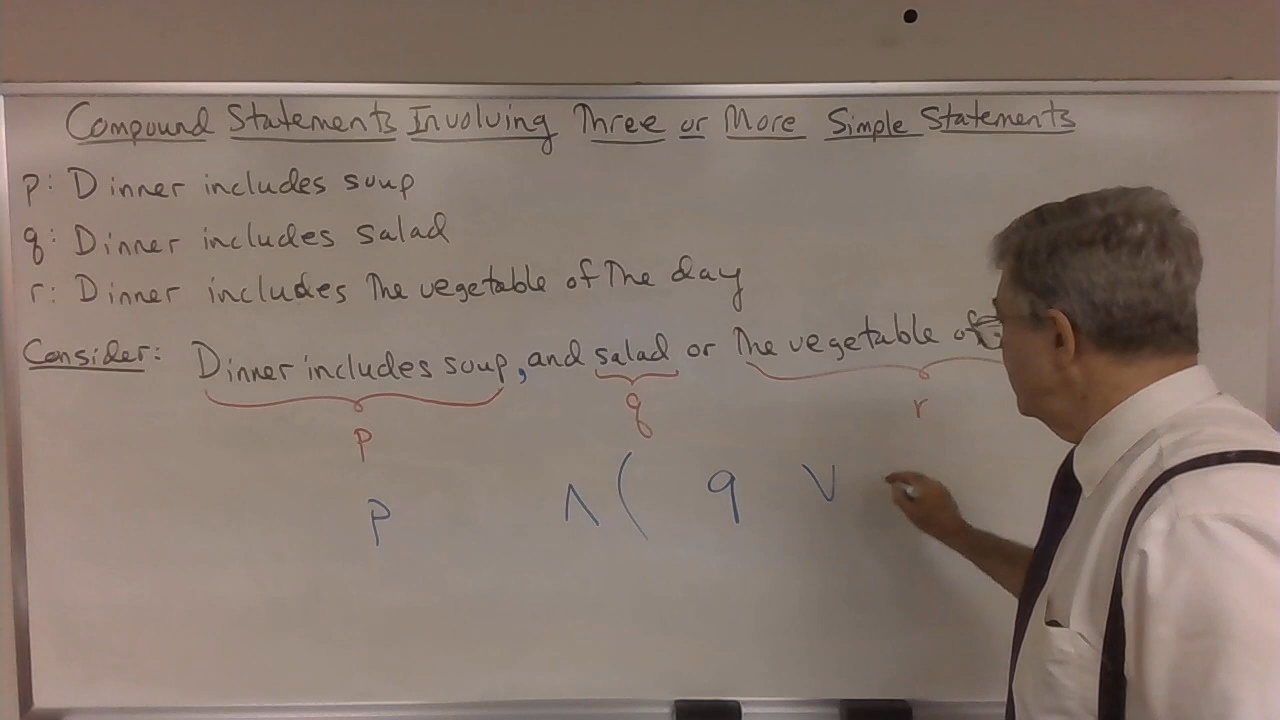 Compound Statements Involving Three or More Simple Statements
p: Dinner includes soup
q: Dinner includes salad
r: Dinner includes The vegetable of The day
Consider: Dinner includes soup, and salad or The vegetable of
p q r
p ∧ ( q ∨